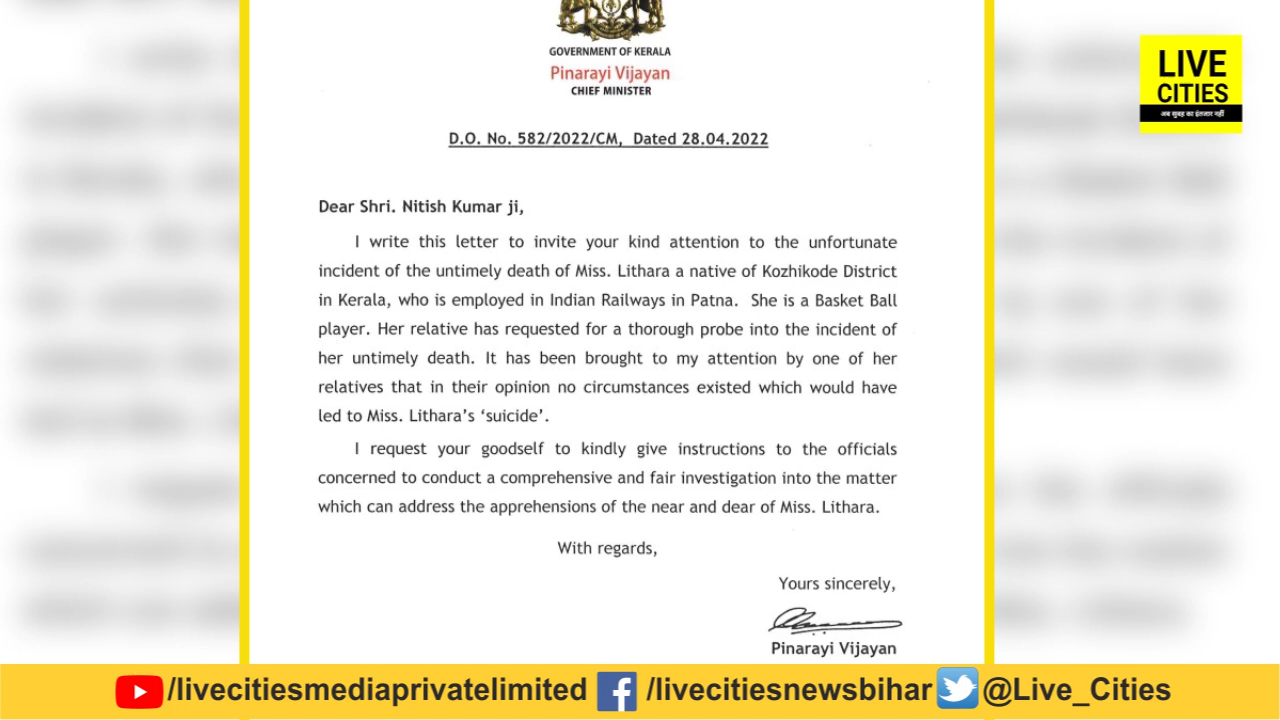 GOVERNMENT OF KERALA
Pinarayi Vijayan
CHIEF MINISTER
LIVE
CITIES
अब सुबह का इंतजार नहीं
D.O. No. 582/2022/CM, Dated 28.04.2022
Dear Shri. Nitish Kumar ji,
I write this letter to invite your kind attention to the unfortunate
incident of the untimely death of Miss. Lithara a native of Kozhikode District
in Kerala, who is employed in Indian Railways in Patna. She is a Basket Ball
player. Her relative has requested for a thorough probe into the incident of
her untimely death. It has been brought to my attention by one of her
relatives that in their opinion no circumstances existed which would have
led to Miss. Lithara's ‘suicide’.
I request your goodself to kindly give instructions to the officials
concerned to conduct a comprehensive and fair investigation into the matter
which can address the apprehensions of the near and dear of Miss. Lithara.
With regards,
Yours sincerely,
Pinarayi Vijayan
/livecitiesmediaprivatelimited /livecitiesnewsbihar @Live_Cities